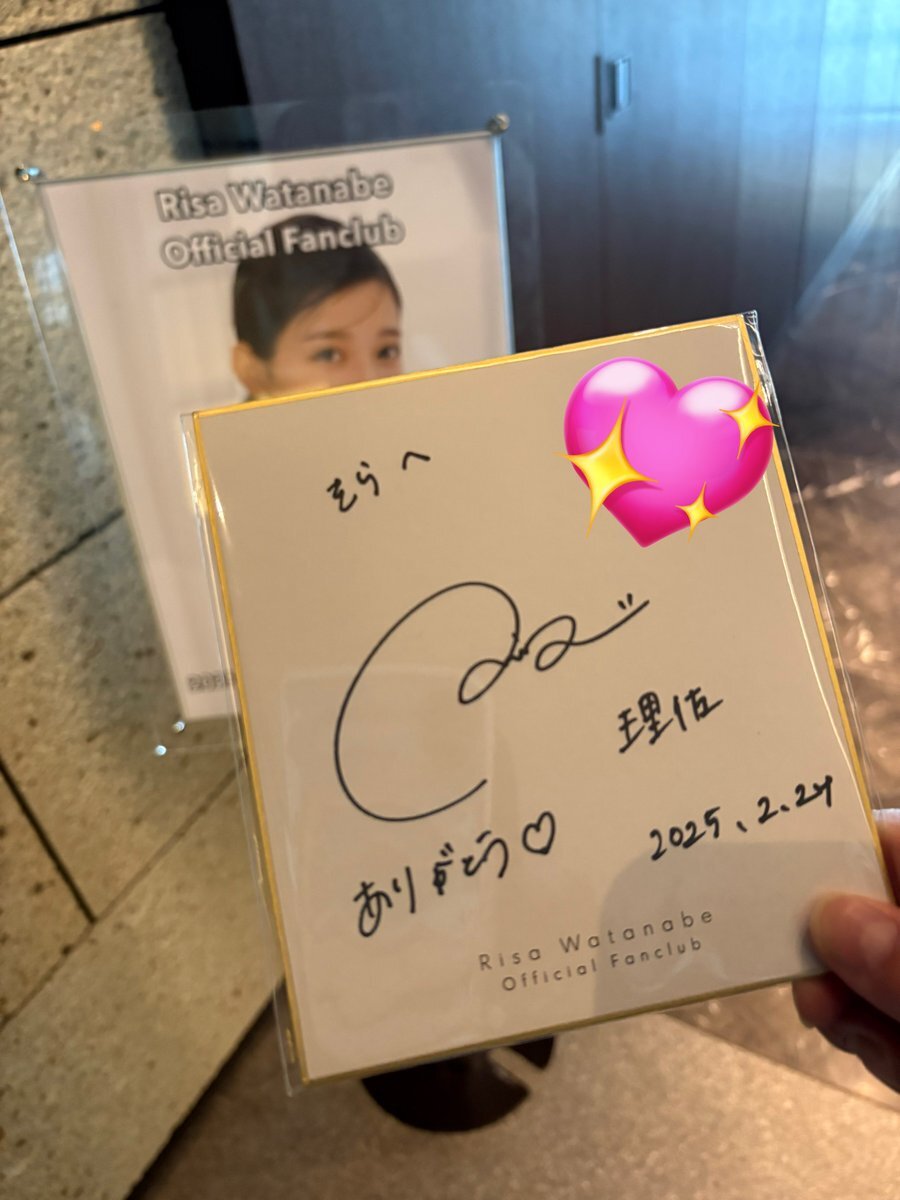 Risa Watanabe
Official Fanclub
そらへ
理佐
ありがとう♡
2025.2.24
Risa Watanabe
Official Fanclub